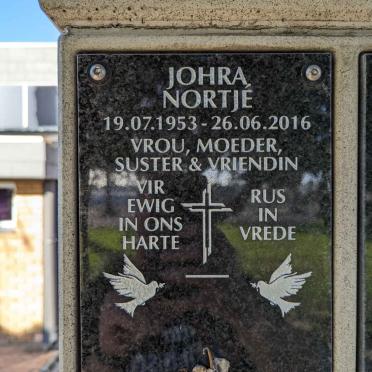 JOHRA
NORTJÉ
19.07.1953 - 26.06.2016
VROU, MOEDER,
SUSTER & VRIENDIN
VIR
EWIG
IN ONS
HARTE
RUS
IN
VREDE